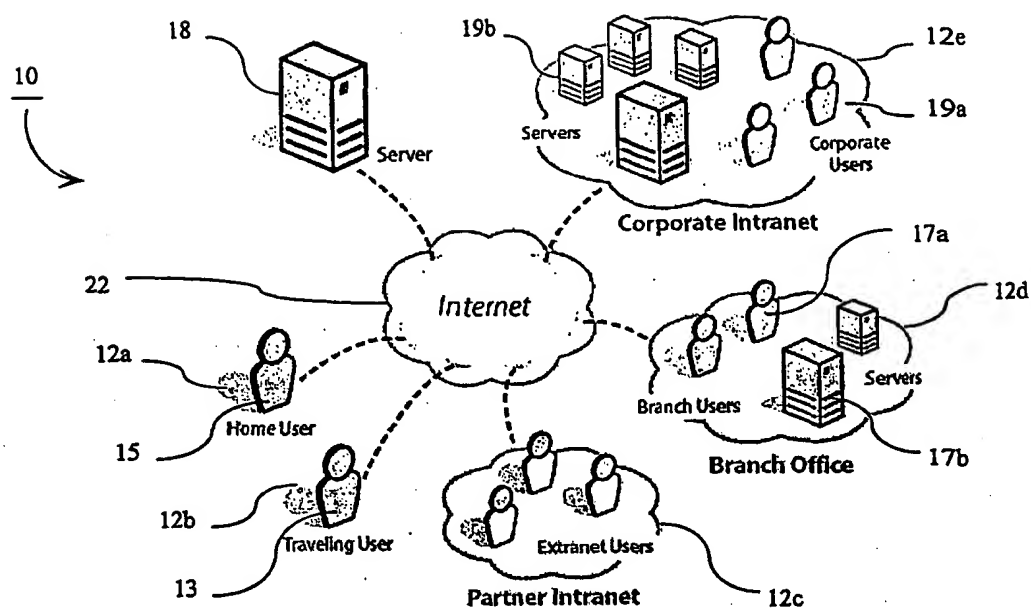 18
19b
12e
10
Servers
19a
Server
Corporate
Users
Corporate Intranet
17a
22
Internet
12d
12a
Servers
Branch Users
15
Home User
Branch Office
17b
12b
Traveling User
Extranet Users
13
Partner Intranet
12c